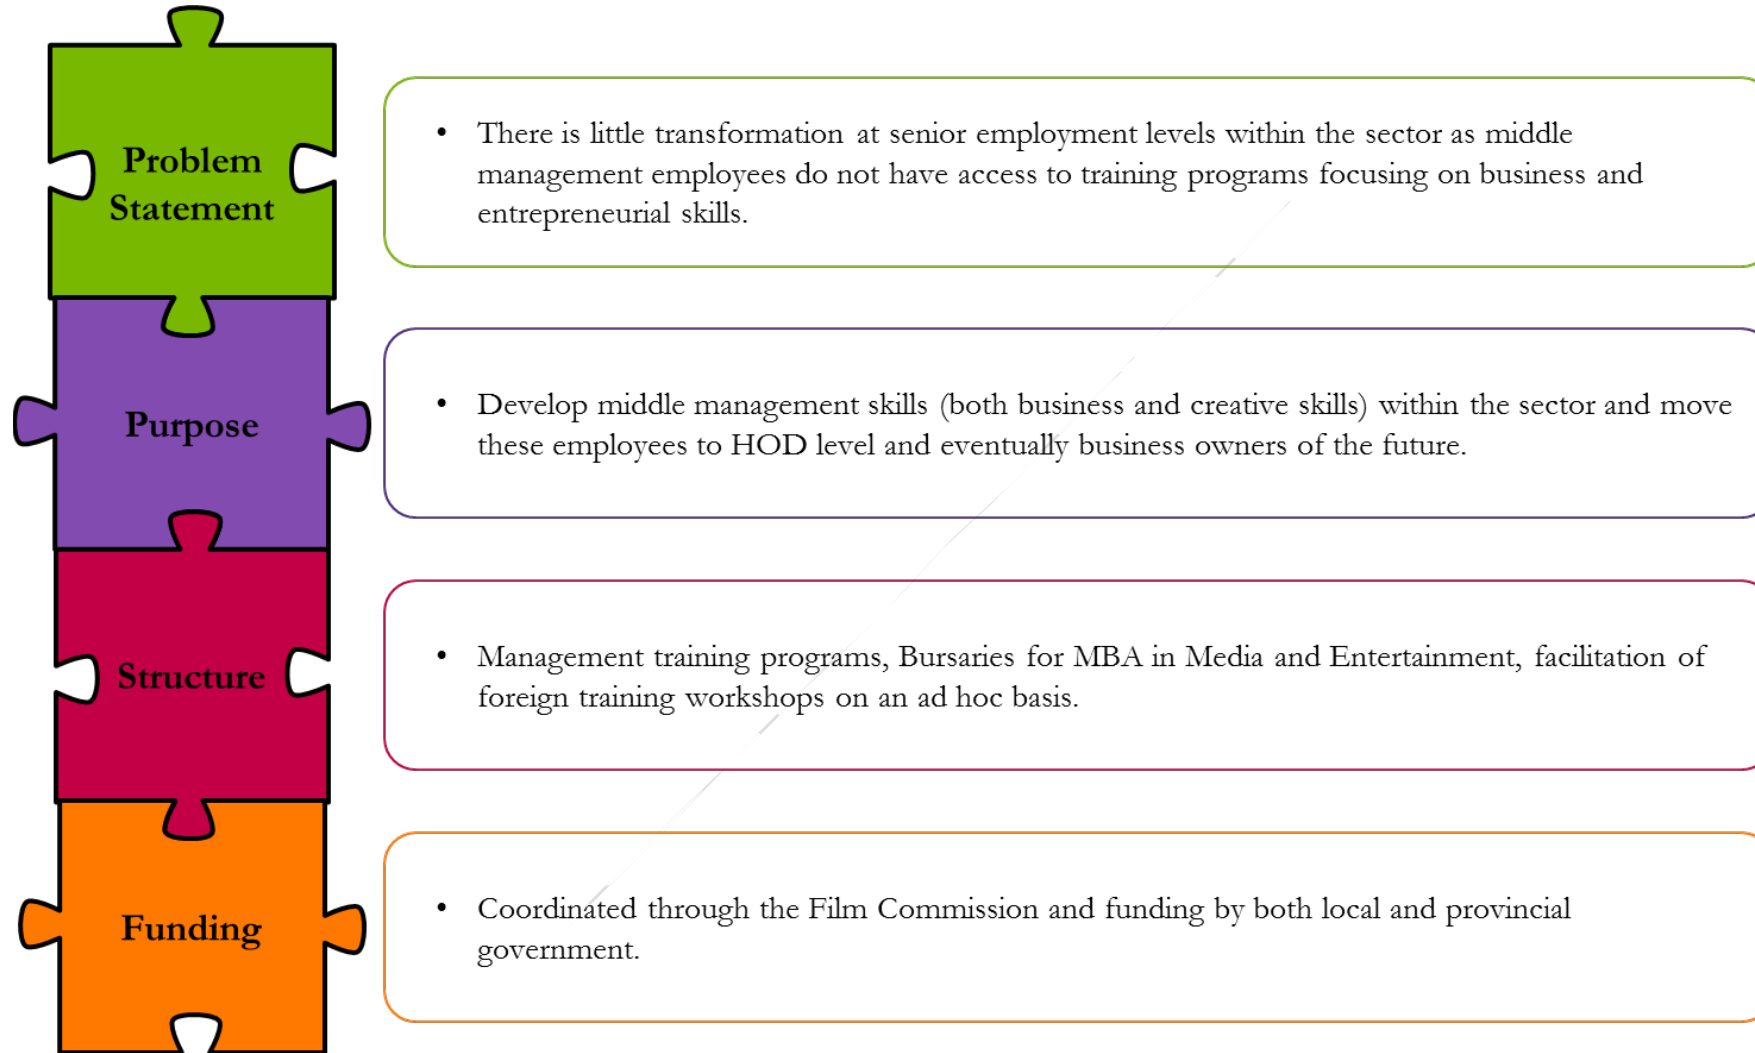 Problem
Statement
• There is little transformation at senior employment levels within the sector as middle
management employees do not have access to training programs focusing on business and
entrepreneurial skills.
Purpose
• Develop middle management skills (both business and creative skills) within the sector and move
these employees to HOD level and eventually business owners of the future.
Structure
• Management training programs, Bursaries for MBA in Media and Entertainment, facilitation of
foreign training workshops on an ad hoc basis.
Funding
• Coordinated through the Film Commission and funding by both local and provincial
government.